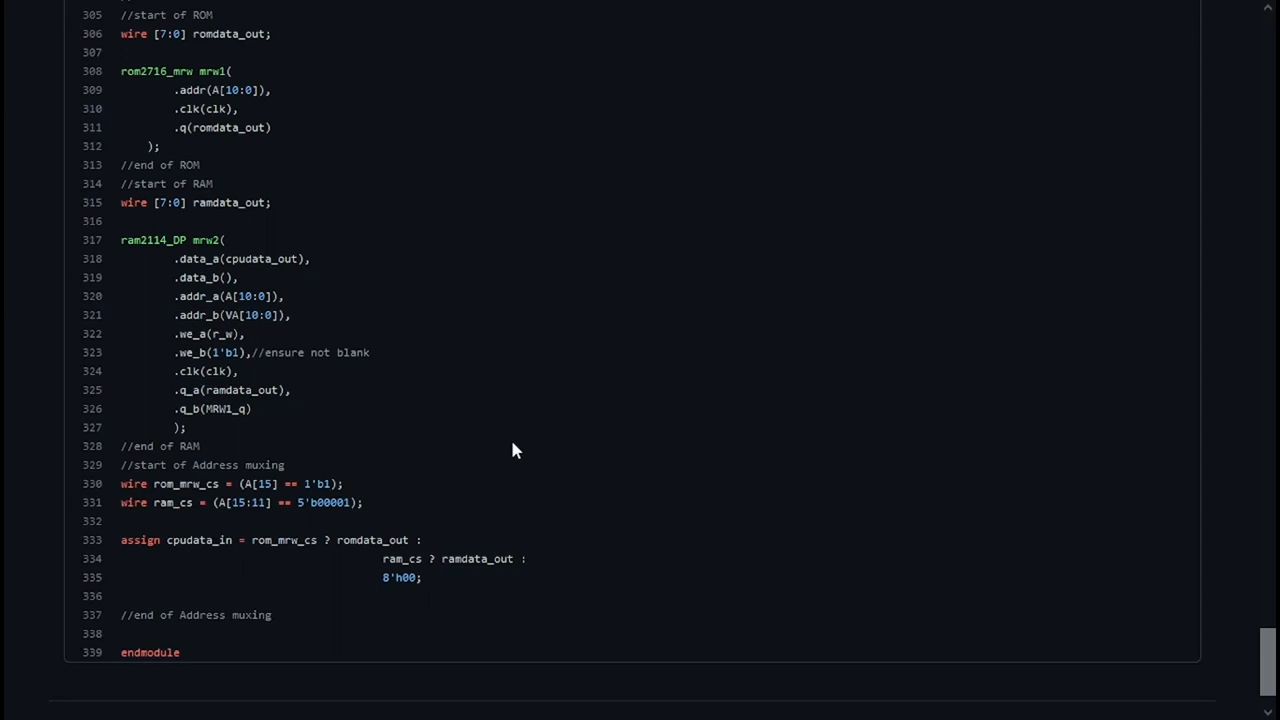 305 //start of ROM
306 wire [7:0] romdata_out;
307
308 rom2716_mrw mrw1(
309 .addr(A[10:0]),
310 .clk(clk),
311 .q(romdata_out)
312 );
313 //end of ROM
314 //start of RAM
315 wire [7:0] ramdata_out;
316
317 ram2114_DP mrw2(
318 .data_a(cpudata_out),
319 .data_b(),
320 .addr_a(A[10:0]),
321 .addr_b(VA[10:0]),
322 .we_a(r_w),
323 .we_b(1'b1),//ensure not blank
324 .clk(clk),
325 .q_a(ramdata_out),
326 .q_b(MRW1_q)
327 );
328 //end of RAM
329 //start of Address muxing
330 wire rom_mrw_cs = (A[15] == 1'b1);
331 wire ram_cs = (A[15:11] == 5'b00001);
332
333 assign cpudata_in = rom_mrw_cs ? romdata_out :
334 ram_cs ? ramdata_out :
335 8'h00;
336
337 //end of Address muxing
338
339 endmodule